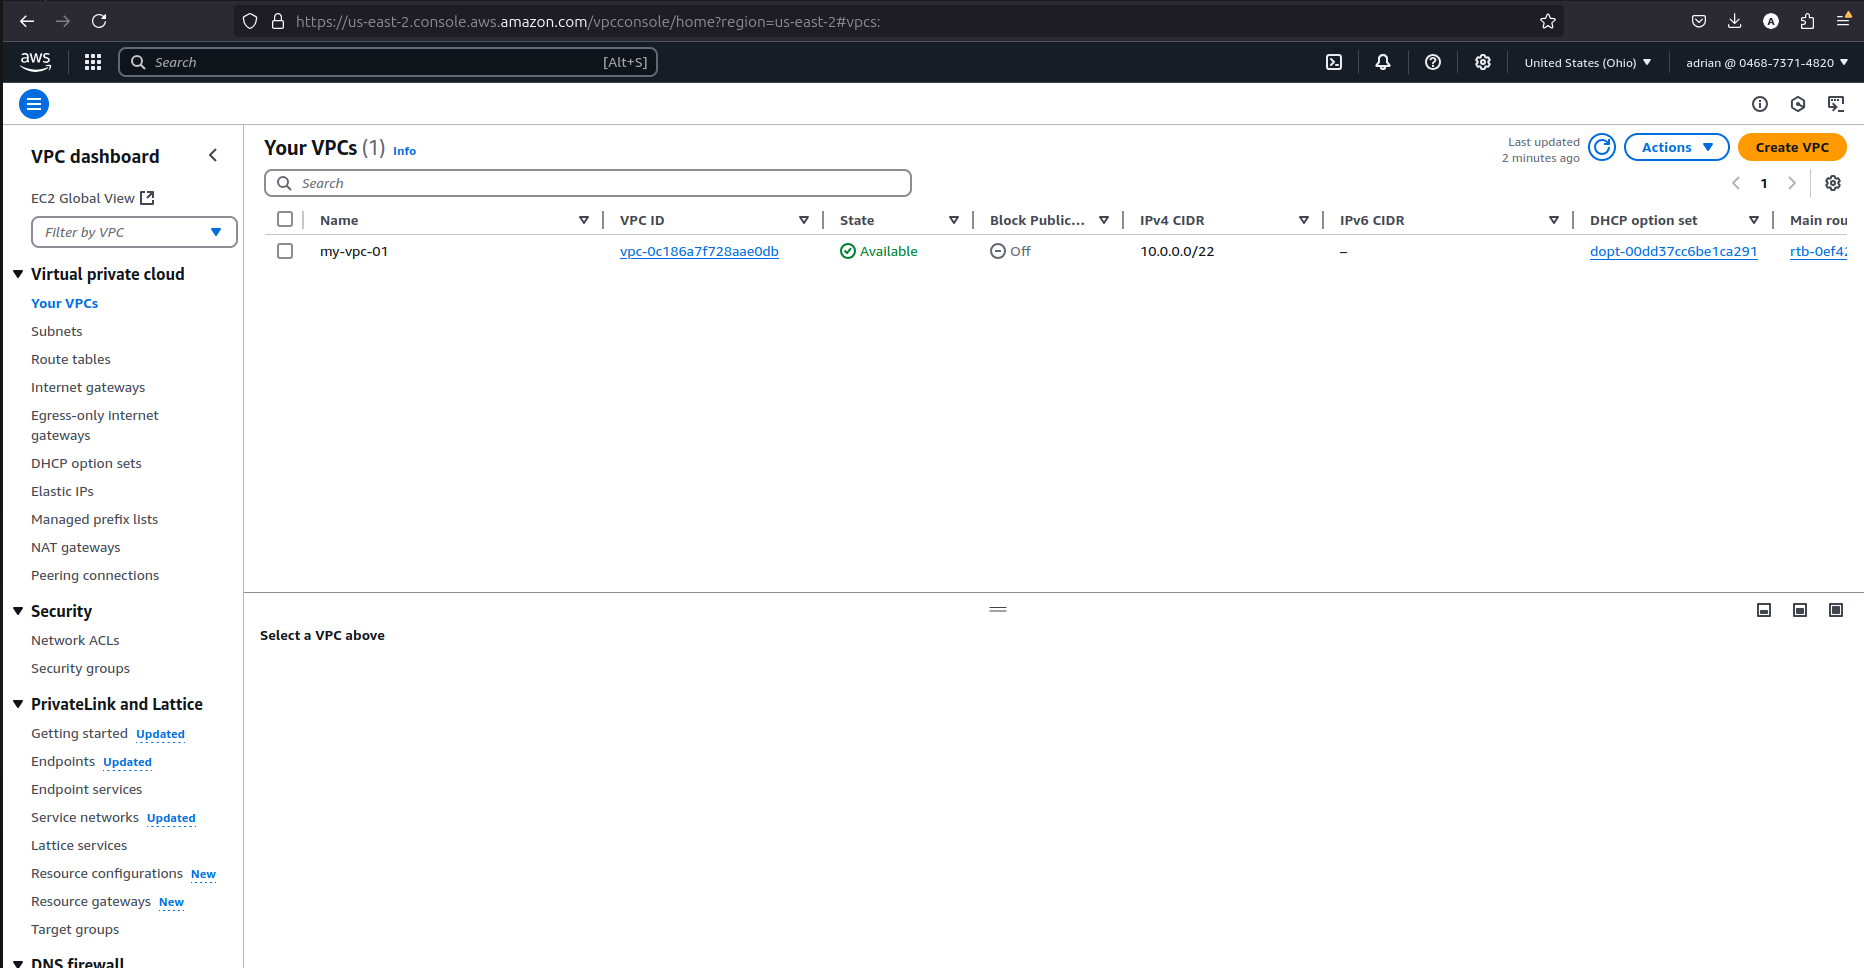 https://us-east-2.console.aws.amazon.com/vpcconsole/home?region=us-east-2#vpcs:
A
aws
Search [Alt+S]
United States (Ohio)
adrian @ 0468-7371-4820
VPC dashboard
EC2 Global View
Filter by VPC
Virtual private cloud
Your VPCs
Subnets
Route tables
Internet gateways
Egress-only internet
gateways
DHCP option sets
Elastic IPs
Managed prefix lists
NAT gateways
Peering connections
Security
Network ACLs
Security groups
PrivateLink and Lattice
Getting started Updated
Endpoints Updated
Endpoint services
Service networks Updated
Lattice services
Resource configurations New
Resource gateways New
Target groups
DNS firewall
Your VPCs (1) Info
Last updated
2 minutes ago
Actions
Create VPC
Search
1
Name VPC ID State Block Public... IPv4 CIDR IPv6 CIDR DHCP option set Main rou
my-vpc-01 vpc-0c186a7f728aae0db Available Off 10.0.0.0/22 – dopt-00dd37cc6be1ca291 rtb-0ef42
Select a VPC above